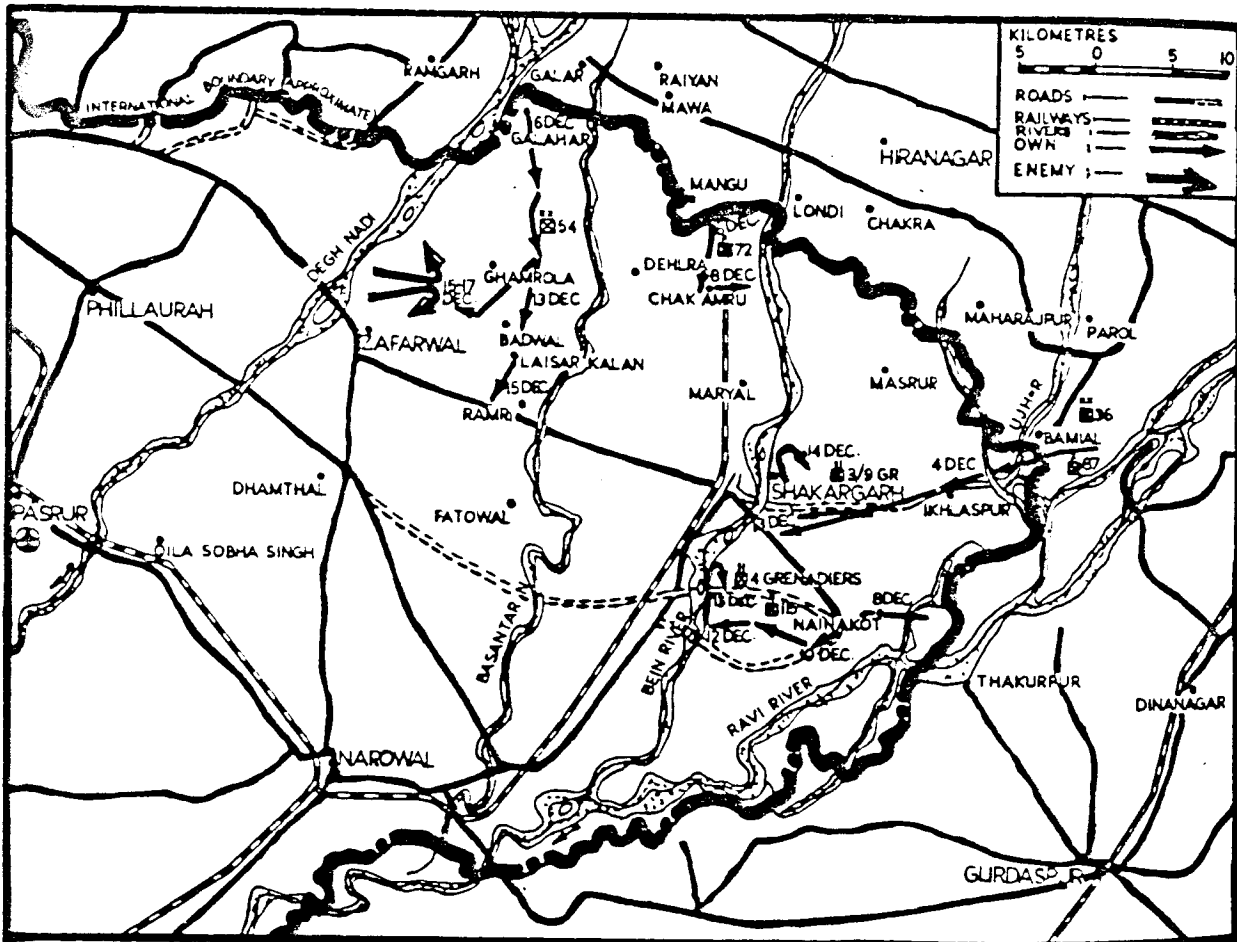 KILOMETRES
5 0 5 10
ROADS
RAILWAYS
RIVERS
OWN
ENEMY
INTERNATIONAL BOUNDARY (APPROXIMATE)
RAMGARH
GALAR
RAIYAN
MAWA
6 DEC
GALAHAR
HIRANAGAR
MANGU
LONDI
CHAKRA
DEGH NADI
54
DEC
72
DEHLRA
8 DEC
CHAK AMRU
GHAMROLA
15-17
DEC
13 DEC
PHILLAURAH
ZAFARWAL
BADWAL
LAISAR KALAN
15 DEC
RAMRI
MAHARAJPUR
PAROL
MARYAL
MASRUR
UJH R
36
BAMIAL
87
14 DEC.
3/9 GR
4 DEC
SHAKARGARH
IKHLASPUR
DHAMTHAL
FATOWAL
PASRUR
QILA SOBHA SINGH
DEC.
4 GRENADIERS
13 DEC
115
8 DEC.
NAINAKOT
12 DEC.
DEC.
BASANTAR R
BEIN RIVER
RAVI RIVER
THAKURPUR
DINANAGAR
NAROWAL
GURDASPUR